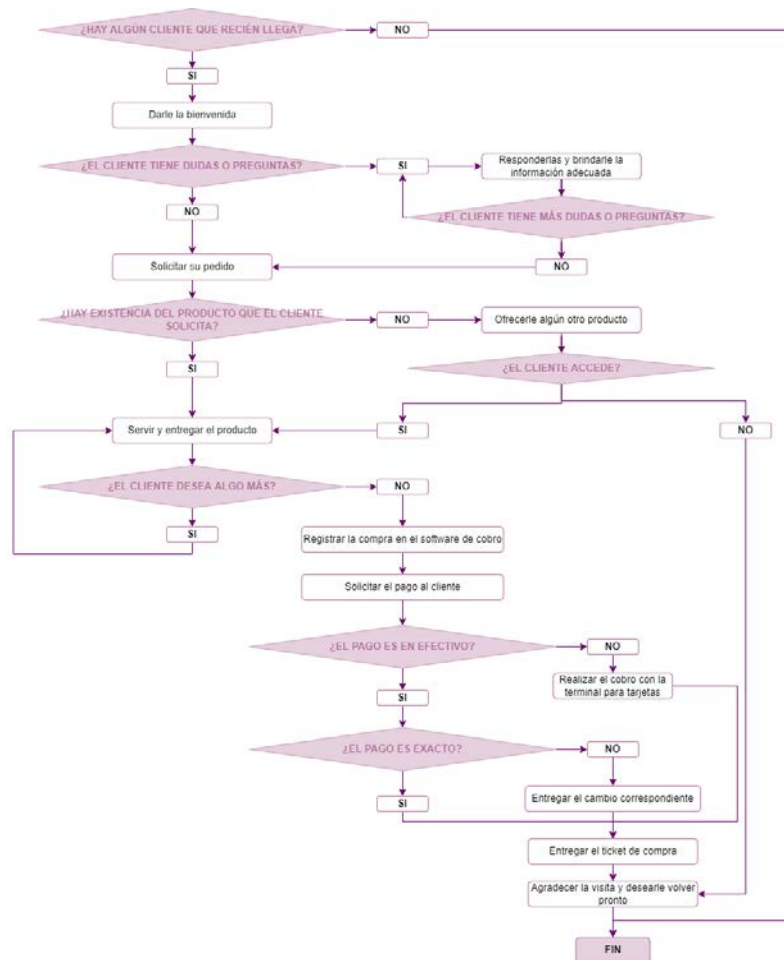 ¿HAY ALGÚN CLIENTE QUE RECIÉN LLEGA?
NO
SI
Darle la bienvenida
¿EL CLIENTE TIENE DUDAS O PREGUNTAS?
SI
Responderlas y brindarle la
información adecuada
NO
¿EL CLIENTE TIENE MÁS DUDAS O PREGUNTAS?
Solicitar su pedido
NO
¿HAY EXISTENCIA DEL PRODUCTO QUE EL CLIENTE
SOLICITA?
NO
Ofrecerle algún otro producto
SI
¿EL CLIENTE ACCEDE?
Servir y entregar el producto
SI
NO
¿EL CLIENTE DESEA ALGO MÁS?
NO
SI
Registrar la compra en el software de cobro
Solicitar el pago al cliente
¿EL PAGO ES EN EFECTIVO?
NO
Realizar el cobro con la
terminal para tarjetas
SI
¿EL PAGO ES EXACTO?
NO
SI
Entregar el cambio correspondiente
Entregar el ticket de compra
Agradecer la visita y desearle volver
pronto
FIN